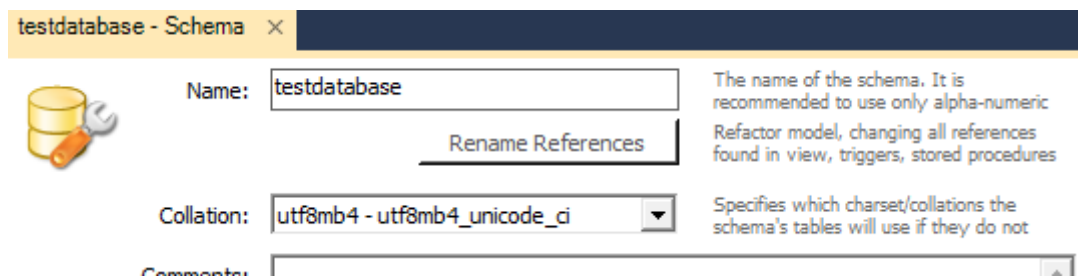 testdatabase - Schema ×
Name: testdatabase
The name of the schema. It is
recommended to use only alpha-numeric
Rename References
Refactor model, changing all references
found in view, triggers, stored procedures
Collation: utf8mb4 - utf8mb4_unicode_ci
Specifies which charset/collations the
schema's tables will use if they do not
Comments: